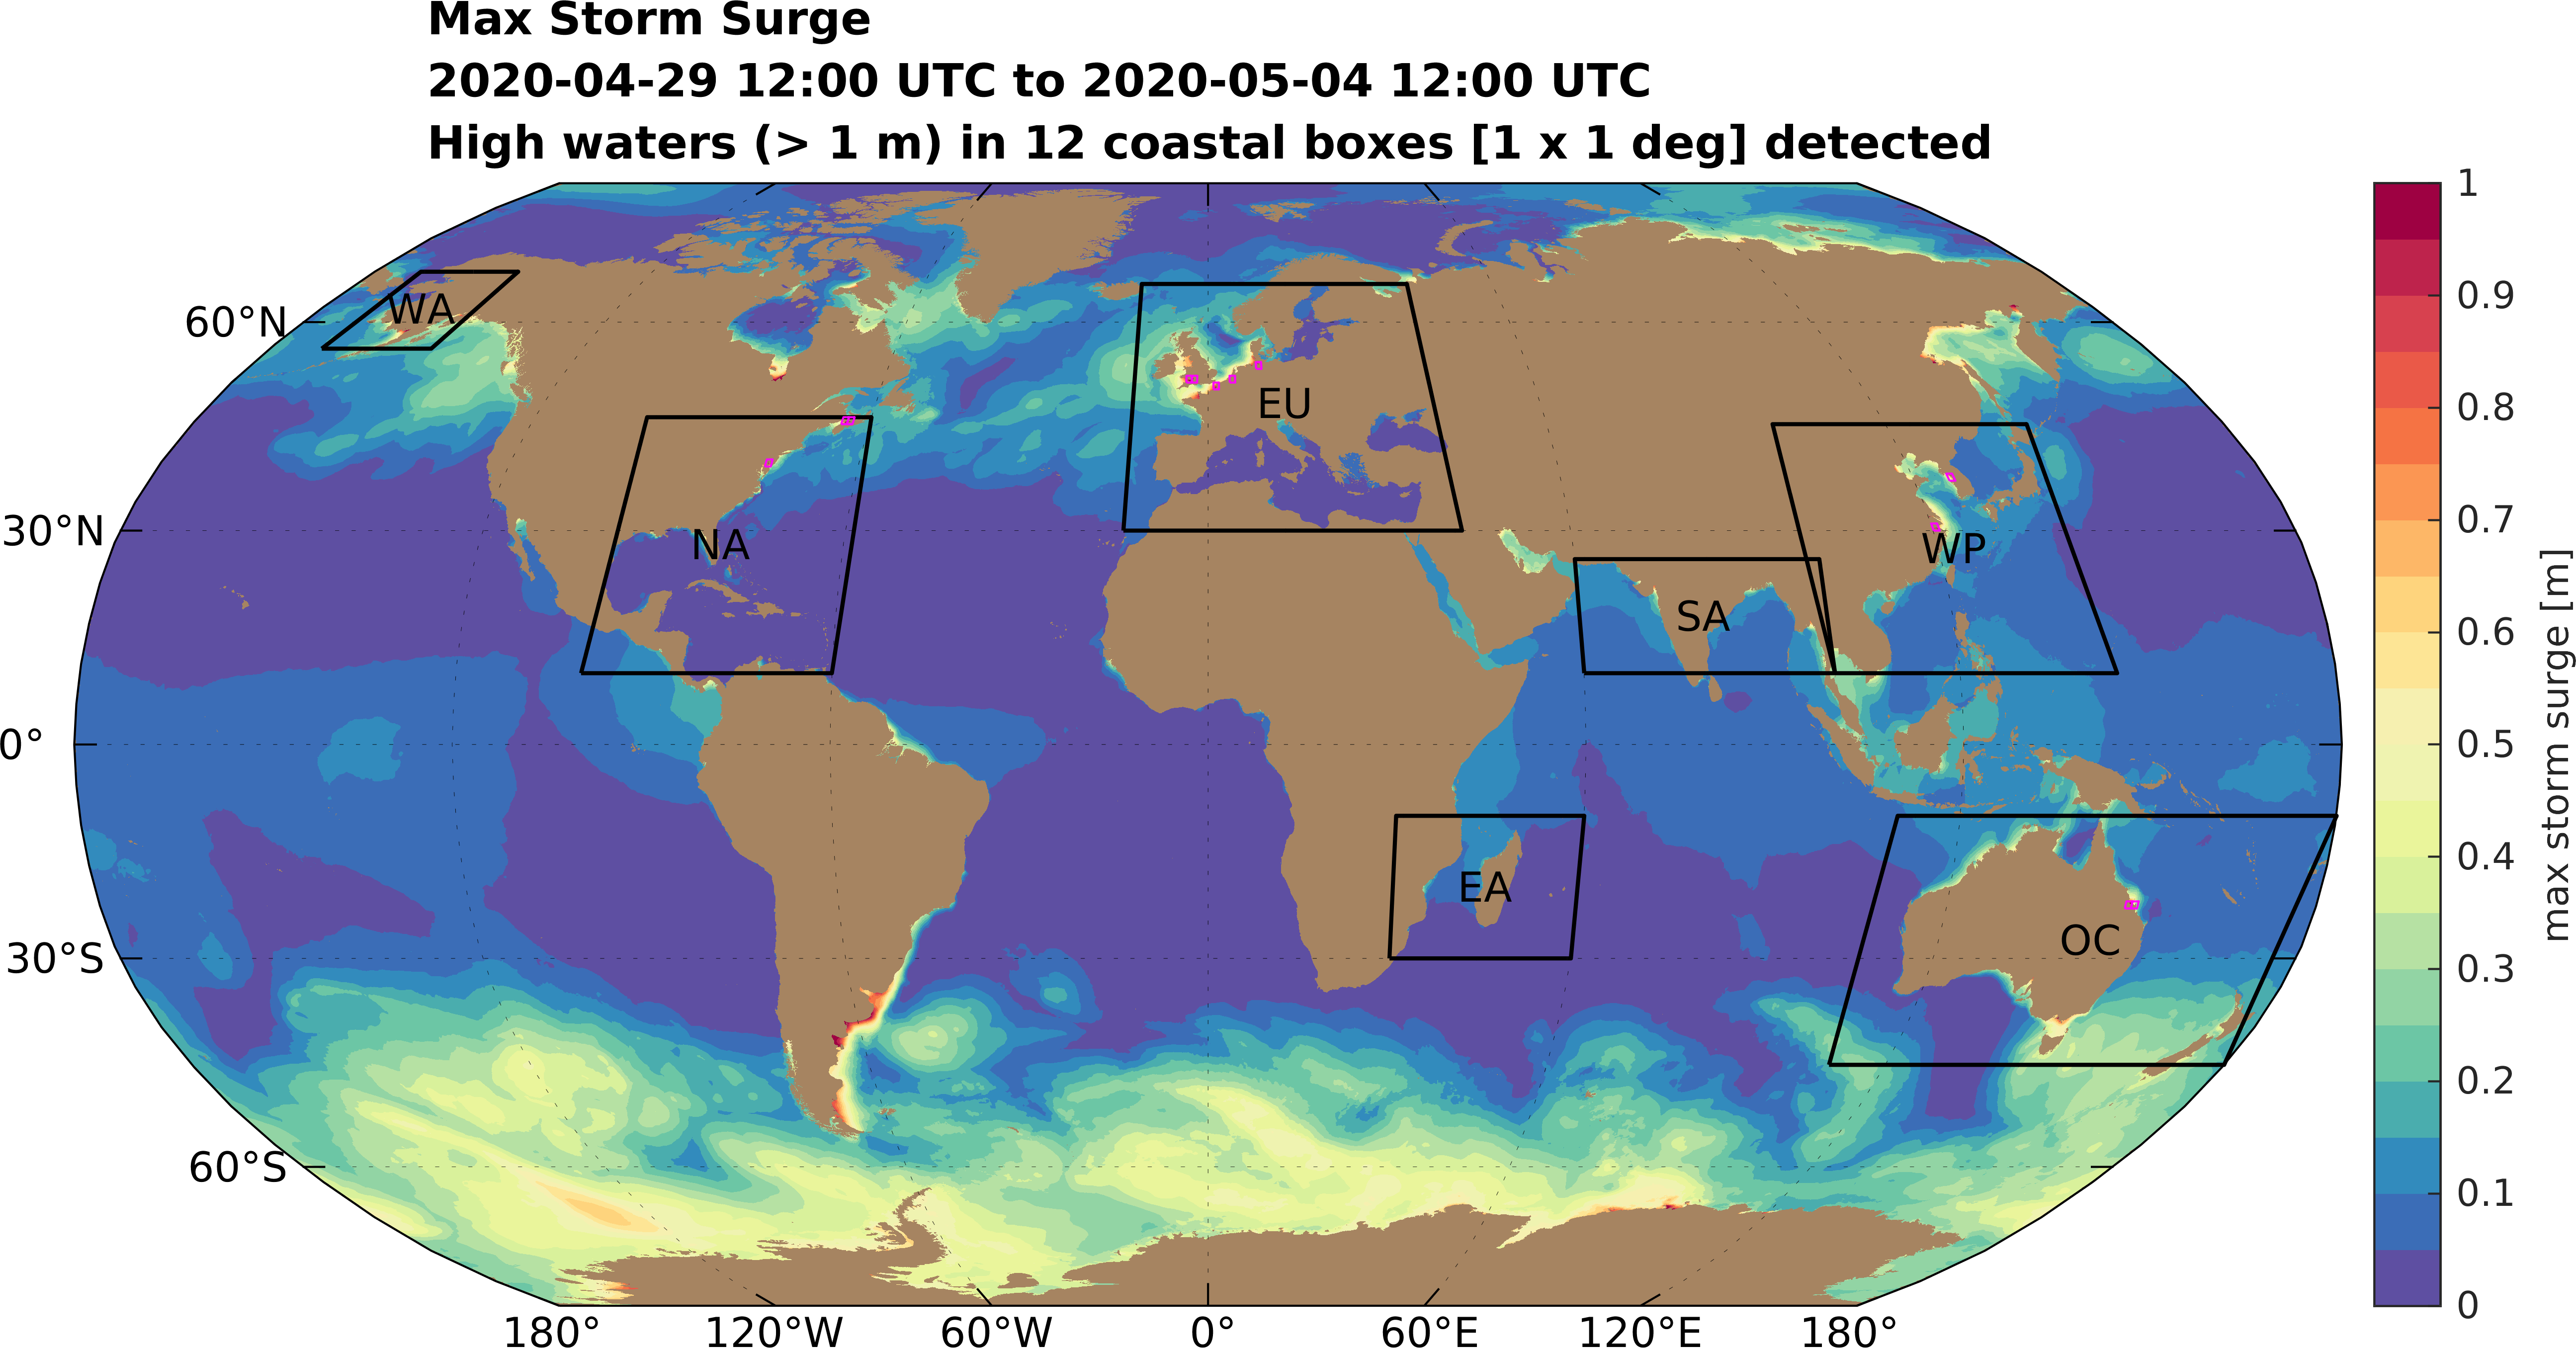 Max Storm Surge
2020-04-29 12:00 UTC to 2020-05-04 12:00 UTC
High waters (> 1 m) in 12 coastal boxes [1 x 1 deg] detected
60°N
30°N
0°
30°S
60°S
WA
NA
EU
SA
WP
EA
OC
180°
120°W
60°W
0°
60°E
120°E
180°
1
0.9
0.8
0.7
0.6
0.5
0.4
0.3
0.2
0.1
0
max storm surge [m]